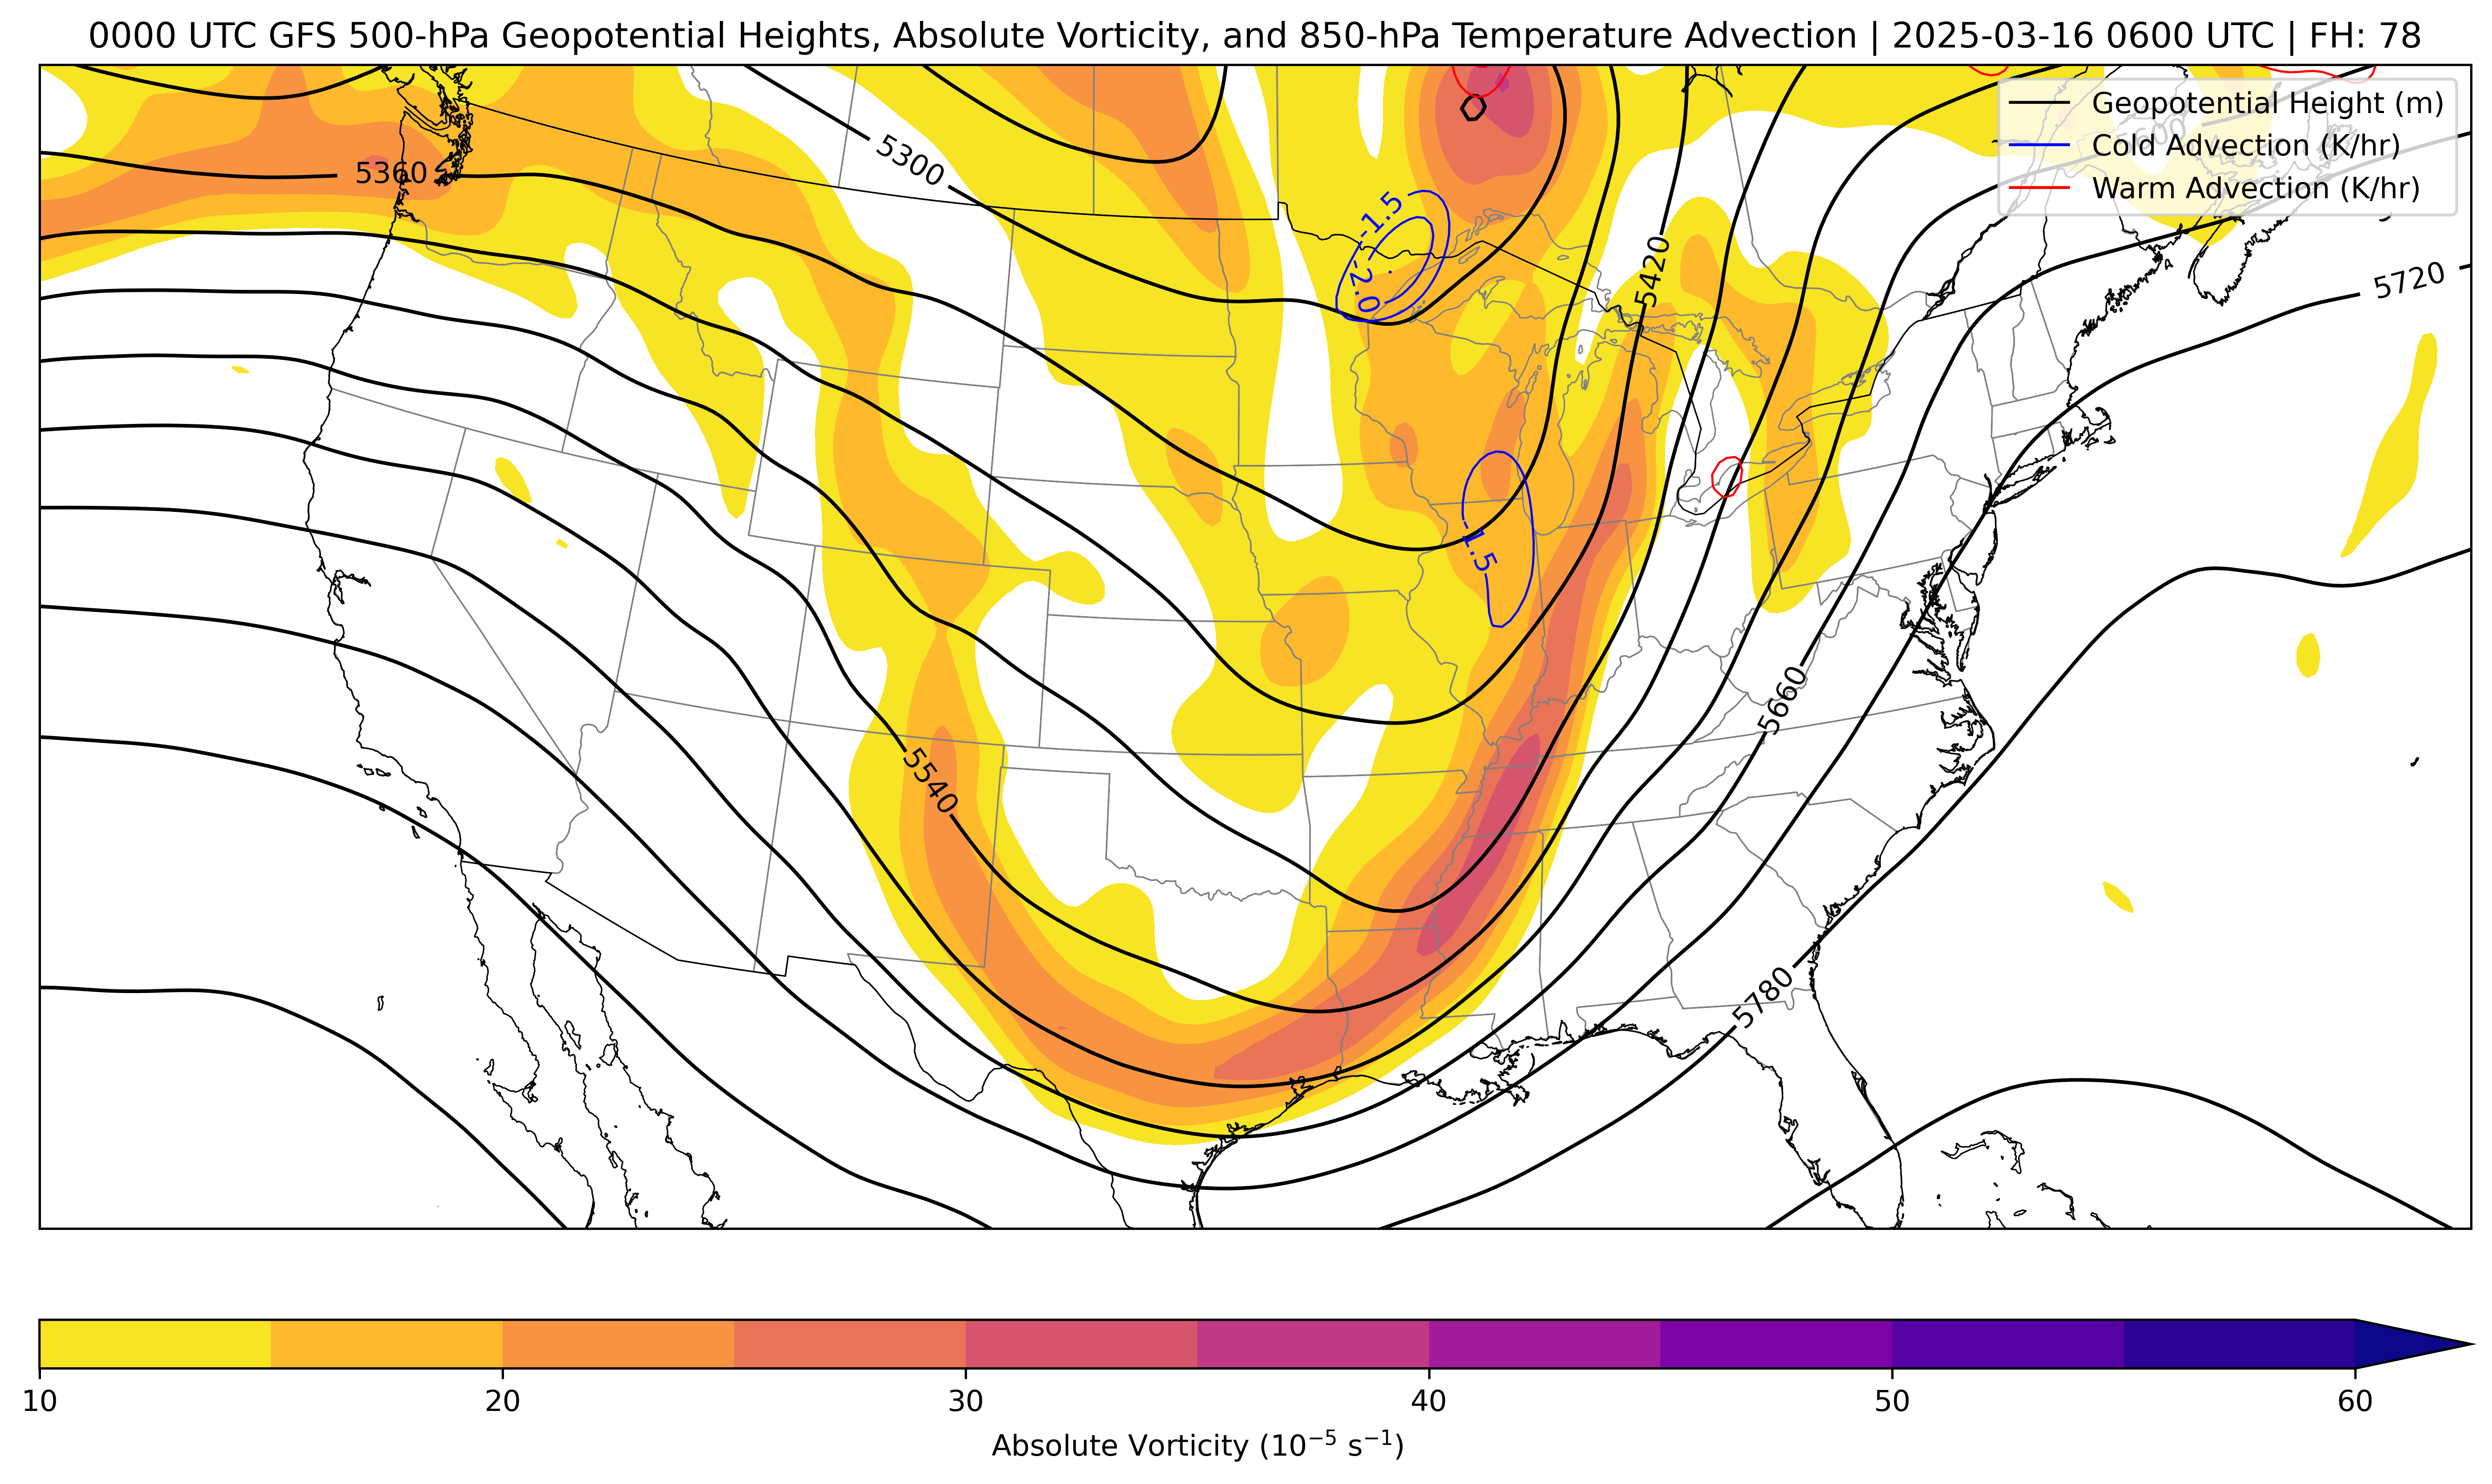 0000 UTC GFS 500-hPa Geopotential Heights, Absolute Vorticity, and 850-hPa Temperature Advection | 2025-03-16 0600 UTC | FH: 78
Geopotential Height (m)
Cold Advection (K/hr)
Warm Advection (K/hr)
5600
5300
5360
-1.5
-2.0
5420
5720
-1.5
5660
5540
5780
10 20 30 40 50 60
Absolute Vorticity (10⁻⁵ s⁻¹)